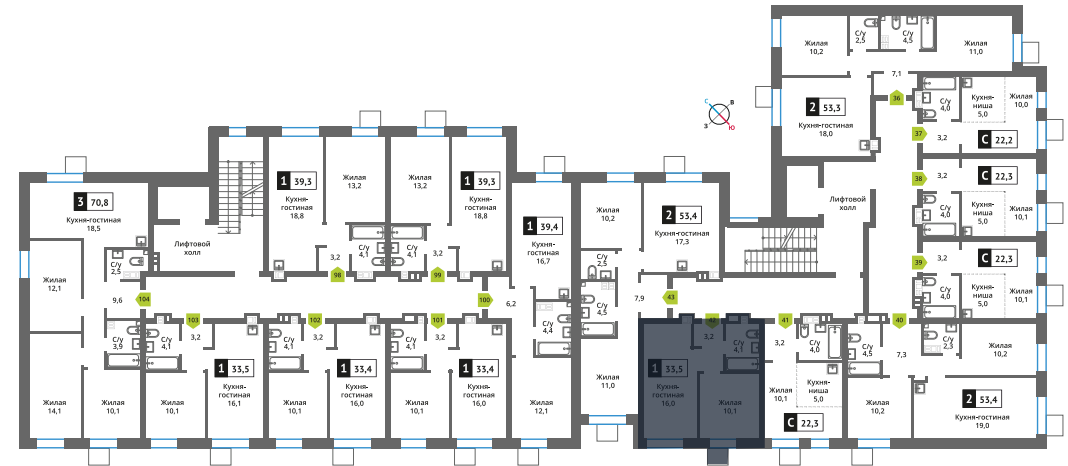 Жилая
10,2
С/у
2,5
С/у
4,5
Жилая
11,0
7,1
36
2 53,3
Кухня-гостиная
18,0
С/у
4,0
Кухня-
ниша
5,0
Жилая
10,0
37
3,2
С 22,2
С
В
З
Ю
38
3,2
С 22,3
С/у
4,0
Кухня-
ниша
5,0
Жилая
10,1
Лифтовой
холл
39
3,2
С 22,3
С/у
4,0
Кухня-
ниша
5,0
Жилая
10,1
3 70,8
Кухня-гостиная
18,5
Лифтовой
холл
1 39,3
Кухня-
гостиная
18,8
Жилая
13,2
Жилая
13,2
1 39,3
Кухня-
гостиная
18,8
3,2
С/у
4,1
С/у
4,1
3,2
98
99
1 39,4
Кухня-
гостиная
16,7
Жилая
10,2
2 53,4
Кухня-гостиная
17,3
С/у
2,5
Жилая
12,1
9,6
104
103
102
101
100
6,2
С/у
2,5
С/у
4,5
7,9
43
42
41
40
С/у
3,9
3,2
С/у
4,1
С/у
4,1
3,2
С/у
4,1
3,2
С/у
4,4
3,2
С/у
4,1
3,2
С/у
4,0
С/у
4,5
7,3
С/у
2,3
Жилая
10,2
Жилая
14,1
Жилая
10,1
Жилая
10,1
1 33,5
Кухня-
гостиная
16,1
Жилая
10,1
1 33,4
Кухня-
гостиная
16,0
Жилая
10,1
1 33,4
Кухня-
гостиная
16,0
Жилая
12,1
Жилая
11,0
1 33,5
Кухня-
гостиная
16,0
Жилая
10,1
Жилая
10,1
Кухня-
ниша
5,0
С 22,3
Жилая
10,2
2 53,4
Кухня-гостиная
19,0